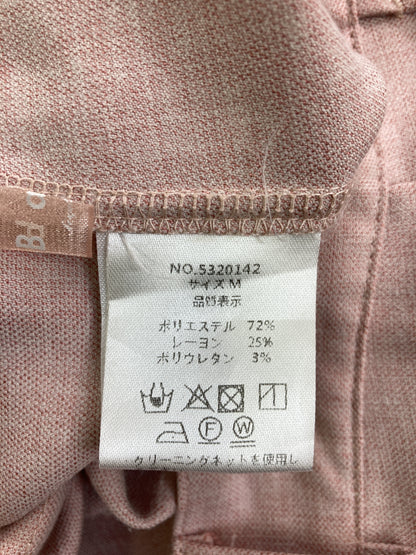 NO.5320142
サイズ M
品質表示
ポリエステル 72%
レーヨン 25%
ポリウレタン 3%
F W
クリーニングネットを使用し